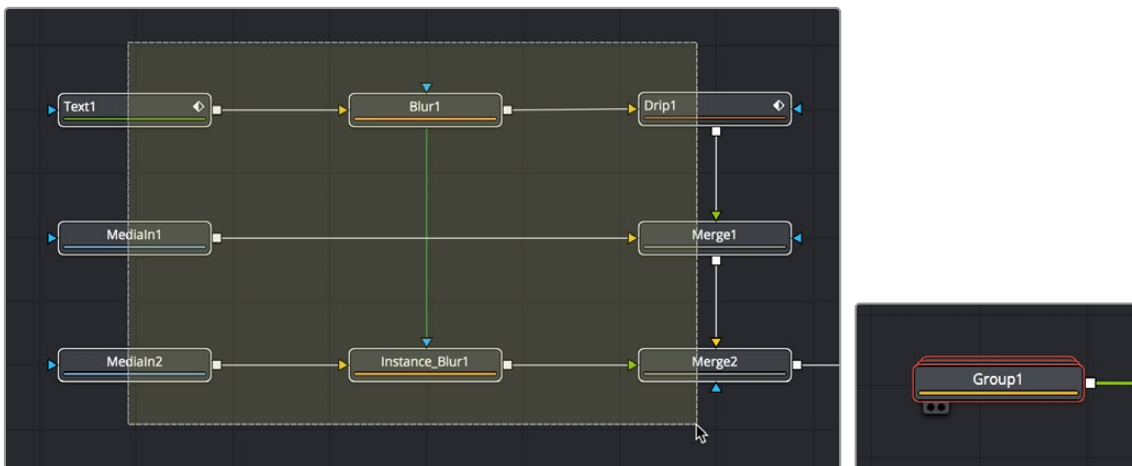 Text1
Blur1
Drip1
MediaIn1
Merge1
MediaIn2
Instance_Blur1
Merge2
Group1